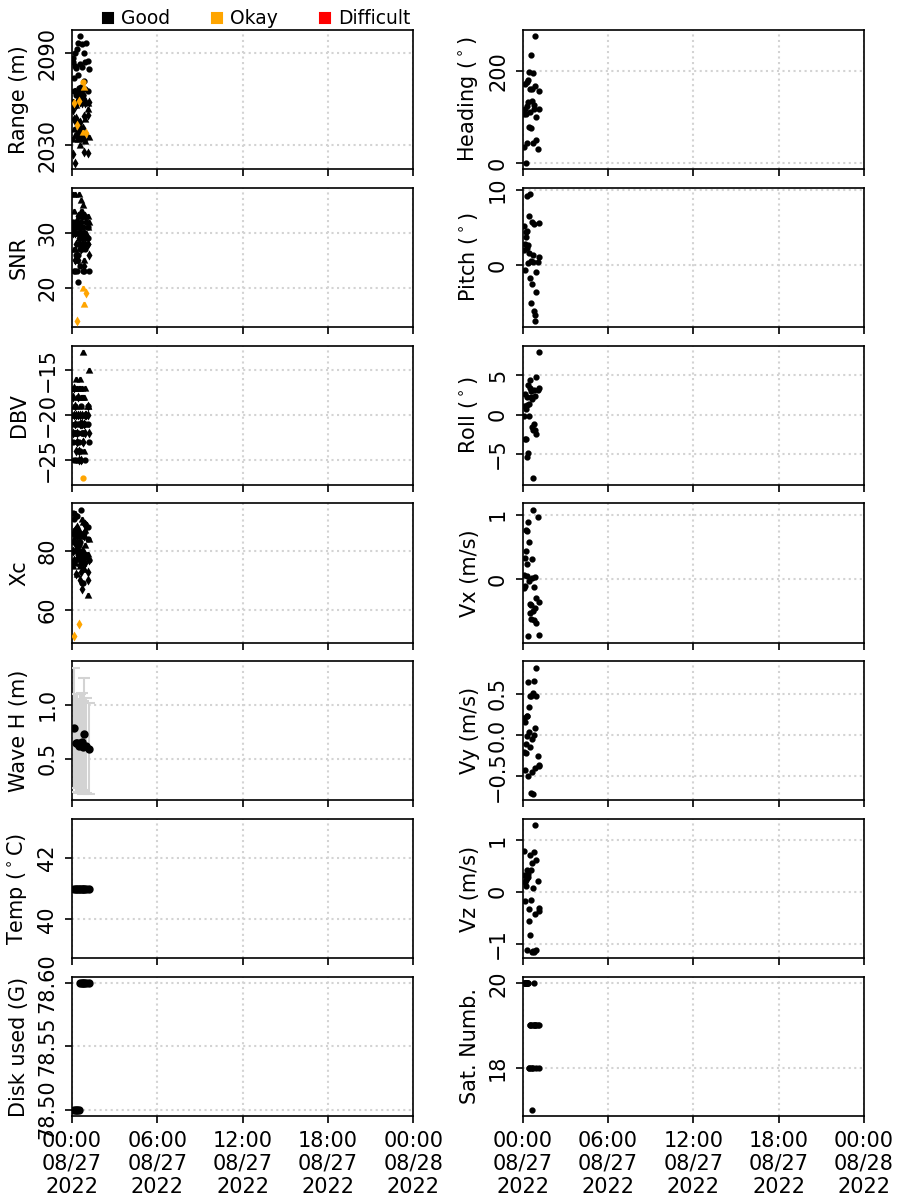 Good Okay Difficult
Range (m)
2090
2030
Heading (°)
200
0
SNR
30
20
Pitch (°)
10
0
DBV
−15
−20
−25
Roll (°)
5
0
−5
Xc
80
60
Vx (m/s)
1
0
Wave H (m)
1.0
0.5
Vy (m/s)
0.5
0.0
−0.5
Temp (°C)
42
40
Vz (m/s)
1
0
−1
Disk used (G)
78.60
78.55
78.50
Sat. Numb.
20
18
00:00 06:00 12:00 18:00 00:00
08/27 08/27 08/27 08/27 08/28
2022 2022 2022 2022 2022
00:00 06:00 12:00 18:00 00:00
08/27 08/27 08/27 08/27 08/28
2022 2022 2022 2022 2022